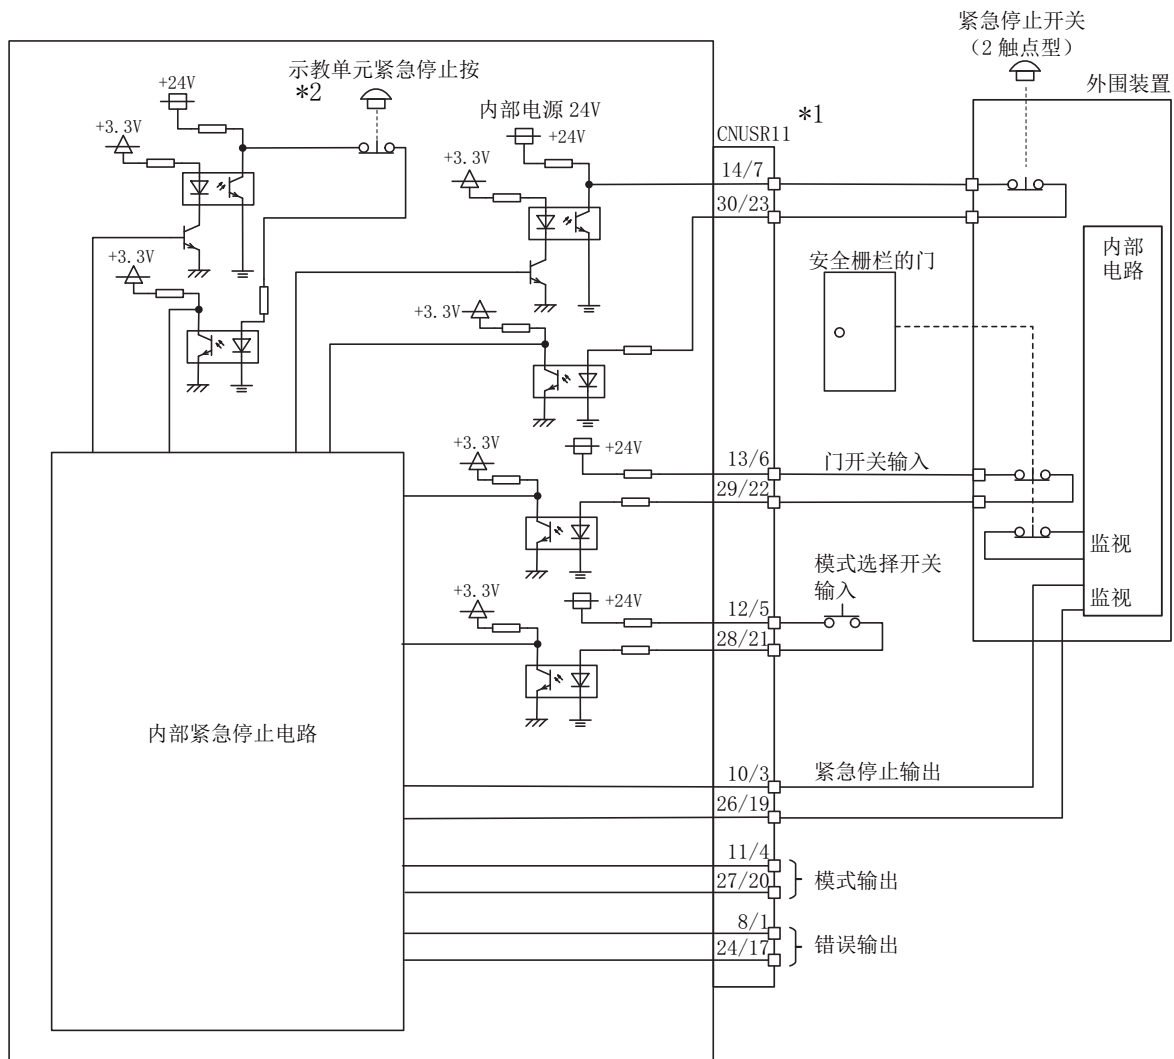 紧急停止开关
（2 触点型）
外围装置
示教单元紧急停止按
*2
+24V
+3.3V
内部电源 24V
+24V
+3.3V
*1
CNUSR11
14/7
30/23
+3.3V
安全栅栏的门
内部
电路
+3.3V
+3.3V
+24V
13/6
门开关输入
29/22
监视
模式选择开关
输入
+3.3V
+24V
12/5
28/21
监视
内部紧急停止电路
10/3
紧急停止输出
26/19
11/4
27/20
模式输出
8/1
24/17
错误输出